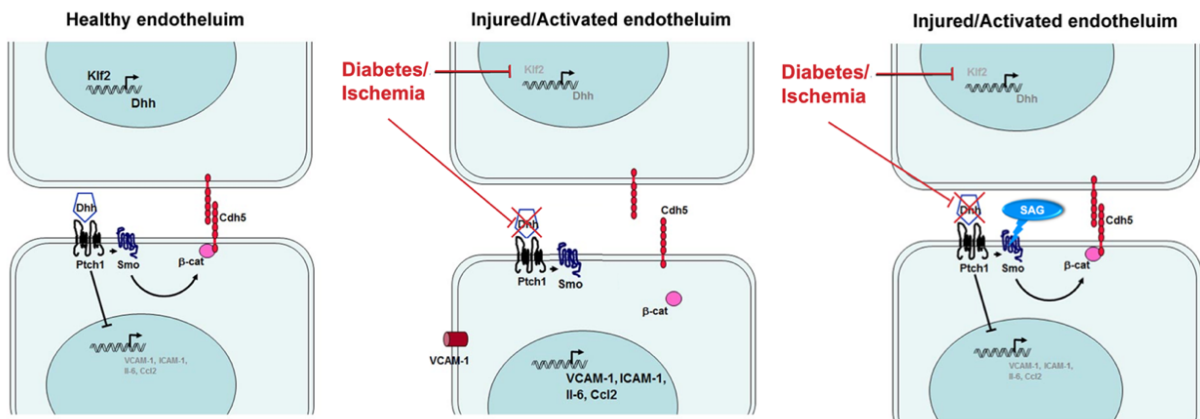 Healthy endotheluim
Klf2
Dhh
Dhh
Cdh5
Ptch1
Smo
β-cat
VCAM-1, ICAM-1,
Il-6, Ccl2
Injured/Activated endotheluim
Diabetes/
Ischemia
Klf2
Dhh
Dhh
Cdh5
Ptch1
Smo
β-cat
VCAM-1
VCAM-1, ICAM-1,
Il-6, Ccl2
Injured/Activated endotheluim
Diabetes/
Ischemia
Klf2
Dhh
Dhh
SAG
Cdh5
Ptch1
Smo
β-cat
VCAM-1, ICAM-1,
Il-6, Ccl2